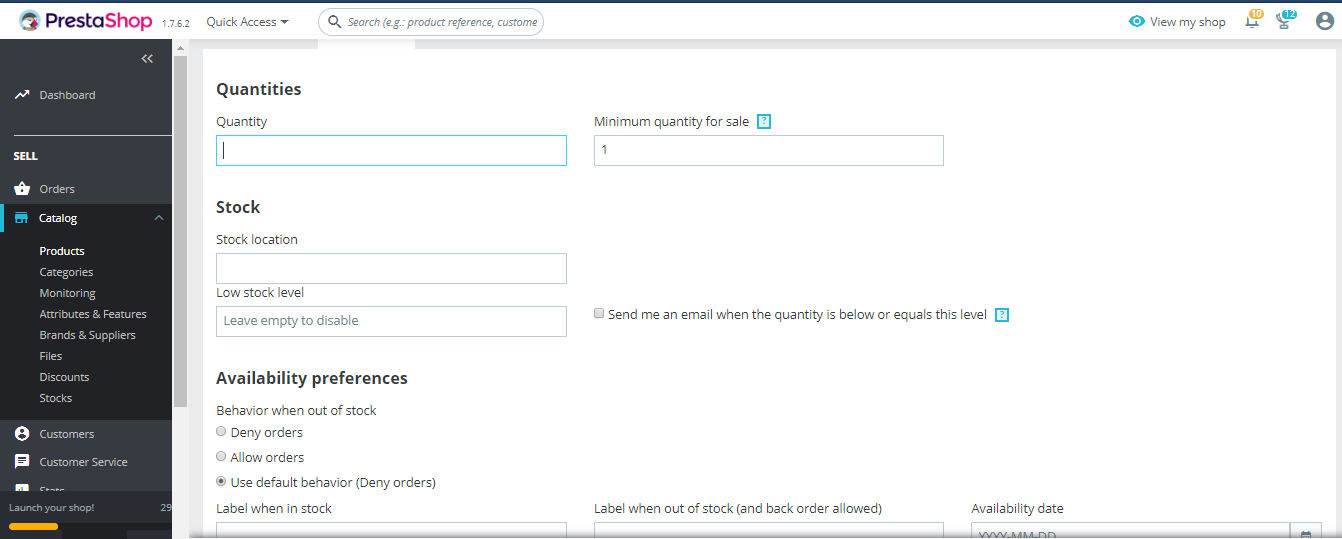 PrestaShop 1.7.6.2 Quick Access Search (e.g.: product reference, custome View my shop 10 12
Dashboard
SELL
Orders
Catalog
Products
Categories
Monitoring
Attributes & Features
Brands & Suppliers
Files
Discounts
Stocks
Customers
Customer Service
Stats
Launch your shop! 29
Quantities
Quantity Minimum quantity for sale ?
1
Stock
Stock location
Low stock level
Leave empty to disable Send me an email when the quantity is below or equals this level ?
Availability preferences
Behavior when out of stock
Deny orders
Allow orders
Use default behavior (Deny orders)
Label when in stock Label when out of stock (and back order allowed) Availability date
YYYY-MM-DD